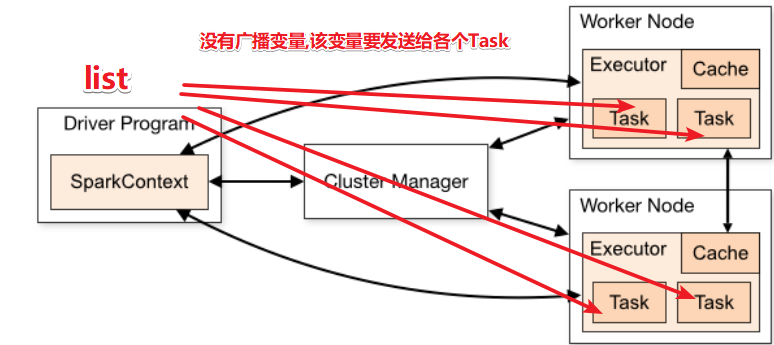 没有广播变量,该变量要发送给各个Task
list
Driver Program
SparkContext
Cluster Manager
Worker Node
Executor
Cache
Task
Task
Worker Node
Executor
Cache
Task
Task